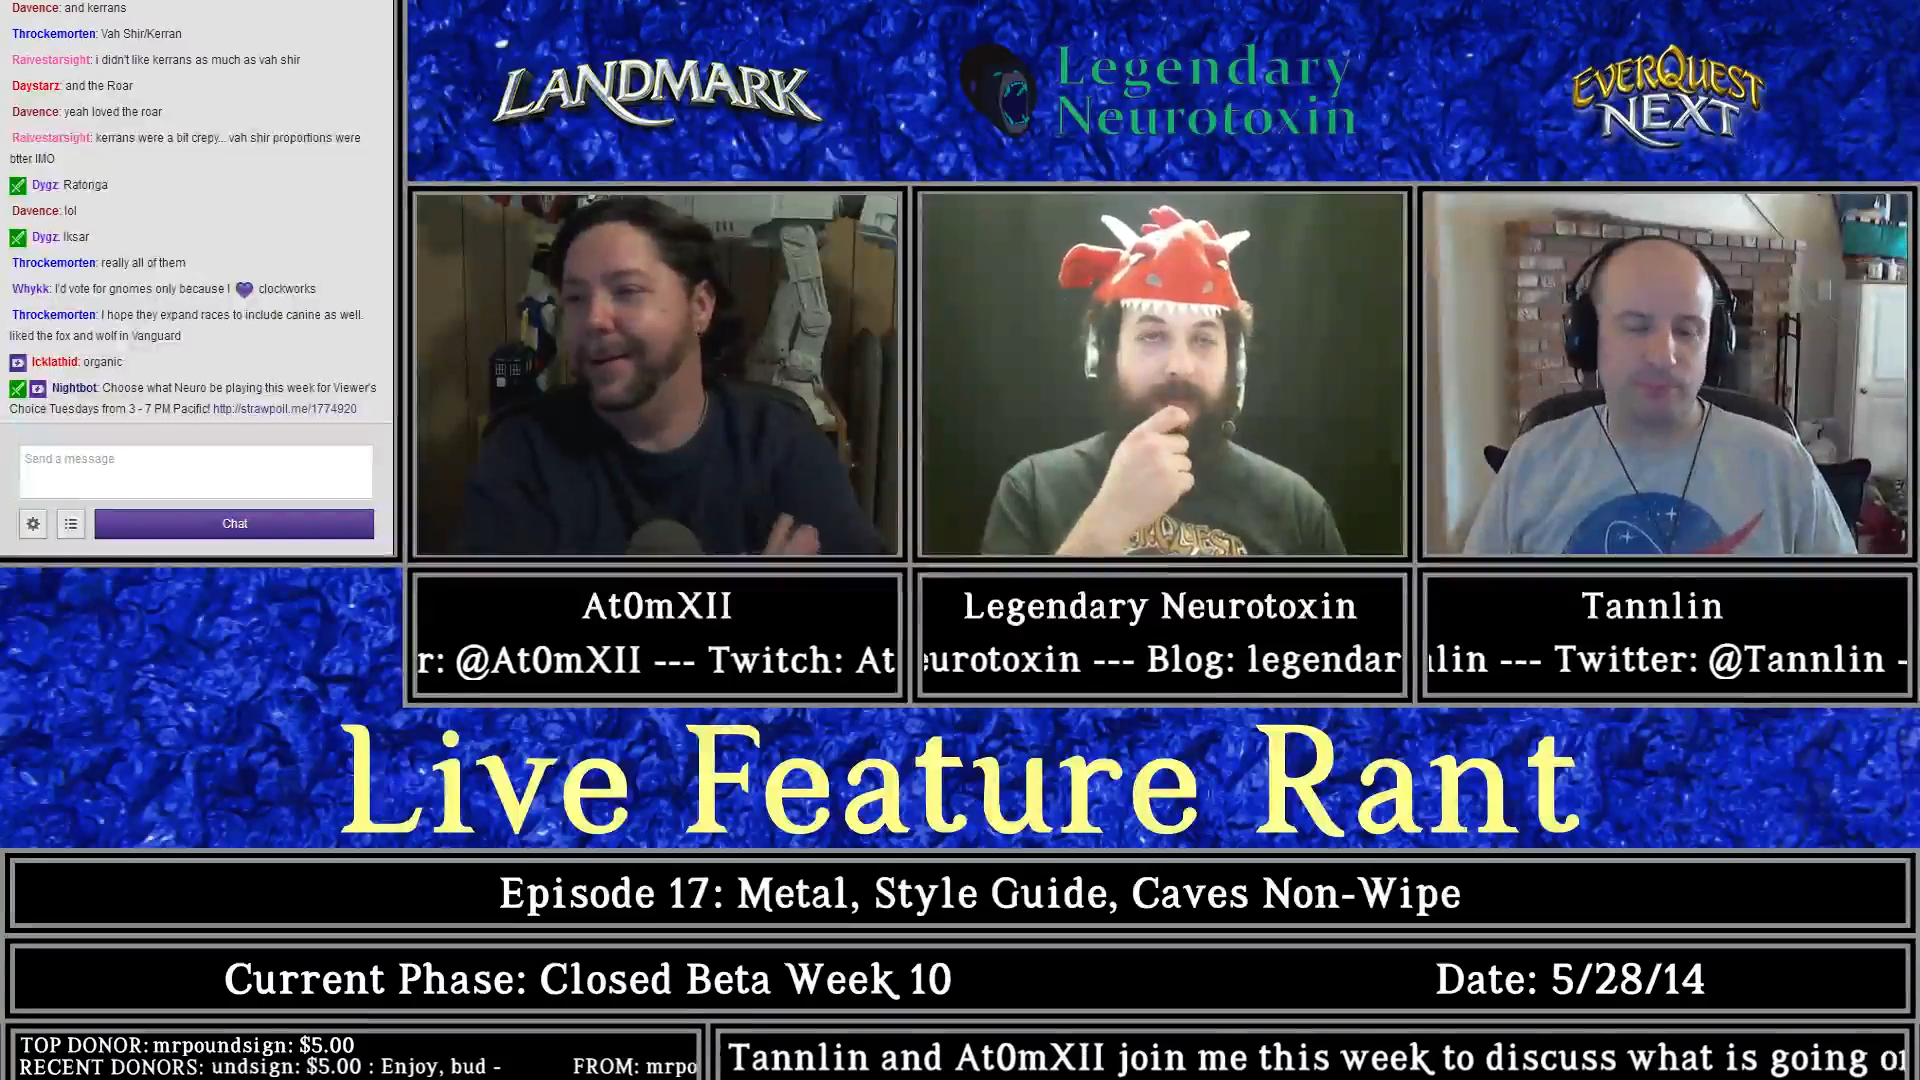 Davence: and kerrans
Throckemorten: Vah Shir/Kerran
Raivestarsight: i didn't like kerrans as much as vah shir
Daystarz: and the Roar
Davence: yeah loved the roar
Raivestarsight: kerrans were a bit crepy... vah shir proportions were
btter IMO
Dygz: Ratonga
Davence: lol
Dygz: Iksar
Throckemorten: really all of them
Whykk: I'd vote for gnomes only because I clockworks
Throckemorten: I hope they expand races to include canine as well.
liked the fox and wolf in Vanguard
Icklathid: organic
Nightbot: Choose what Neuro be playing this week for Viewer's
Choice Tuesdays from 3 - 7 PM Pacific! http://strawpoll.me/1774920
Send a message
Chat
LANDMARK
Legendary
Neurotoxin
EVERQUEST
NEXT
At0mXII
r: @At0mXII --- Twitch: At
Legendary Neurotoxin
eurotoxin --- Blog: legendar
Tannlin
lin --- Twitter: @Tannlin -
Live Feature Rant
Episode 17: Metal, Style Guide, Caves Non-Wipe
Current Phase: Closed Beta Week 10
Date: 5/28/14
TOP DONOR: mrpoundsign: $5.00
RECENT DONORS: undsign: $5.00 : Enjoy, bud - FROM: mrpo
Tannlin and At0mXII join me this week to discuss what is going on